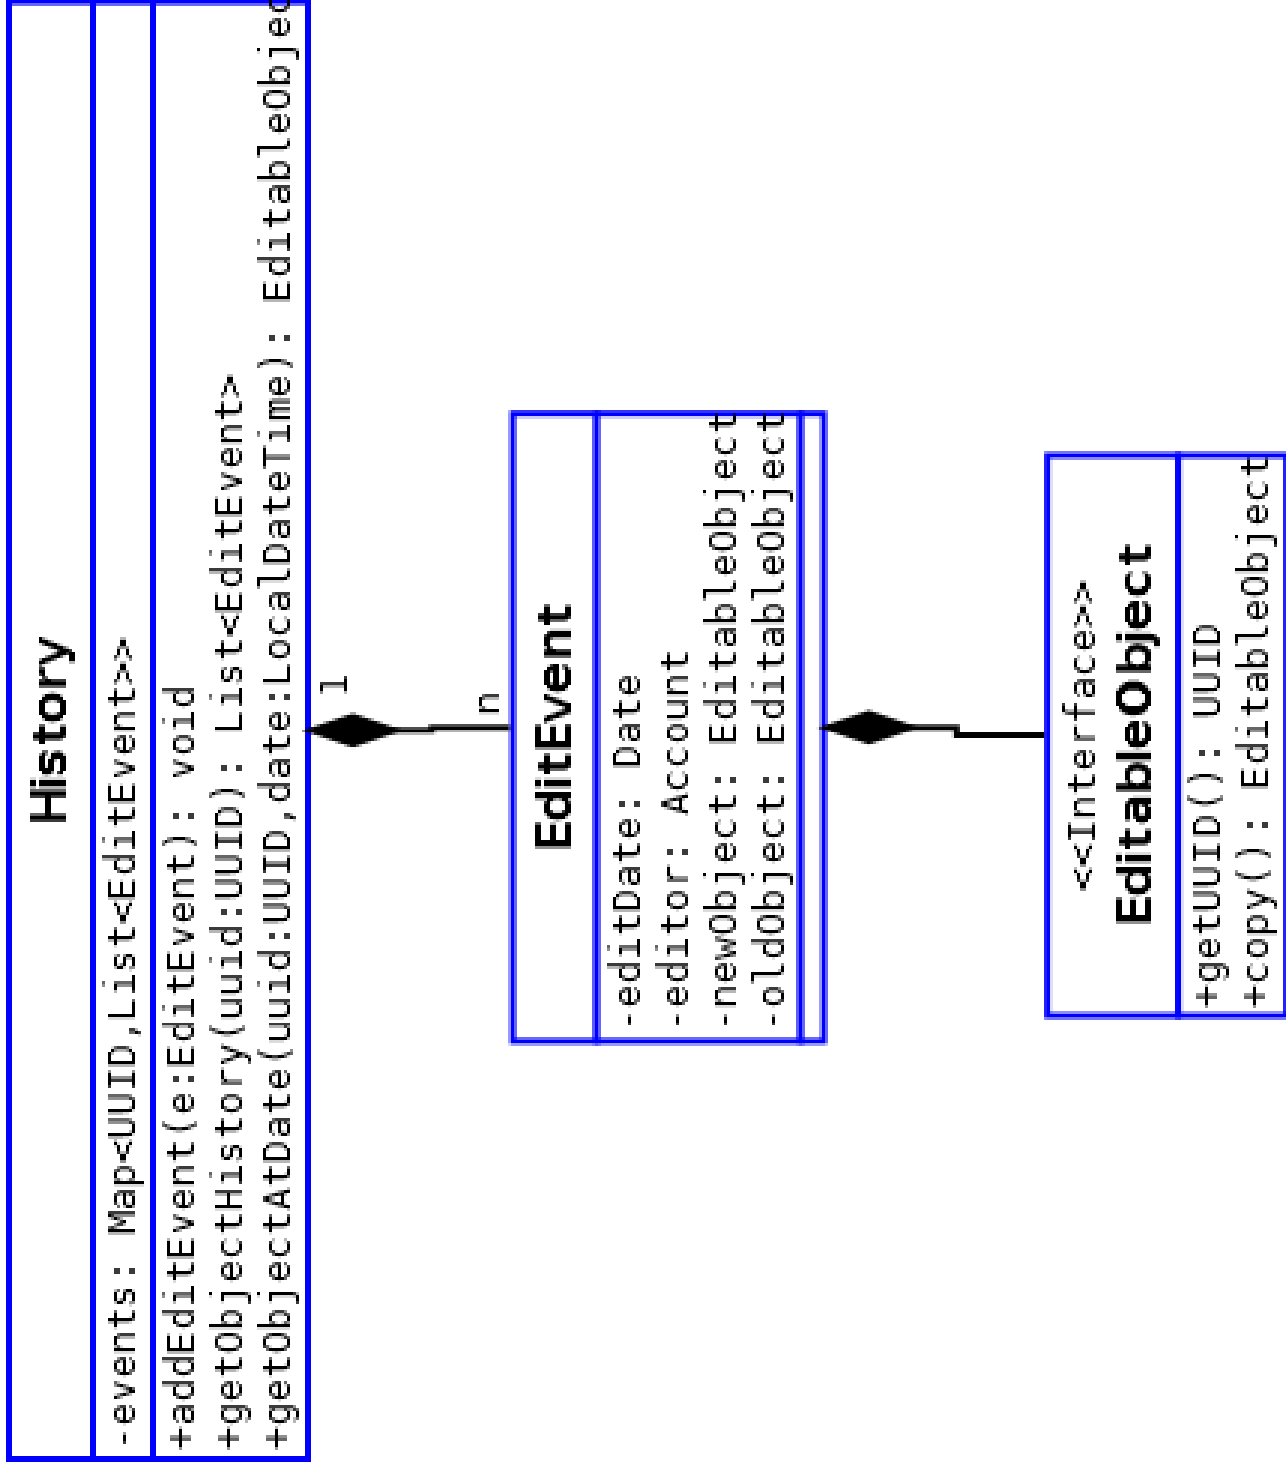 History
-events: Map<UUID,List<EditEvent>>
+addEditEvent(e:EditEvent): void
+getObjectHistory(uuid:UUID): List<EditEvent>
+getObjectAtDate(uuid:UUID,date:LocalDateTime): EditableObjec
1
n
EditEvent
-editDate: Date
-editor: Account
-newObject: EditableObject
-oldObject: EditableObject
<<Interface>>
EditableObject
+getUUID(): UUID
+copy(): EditableObject